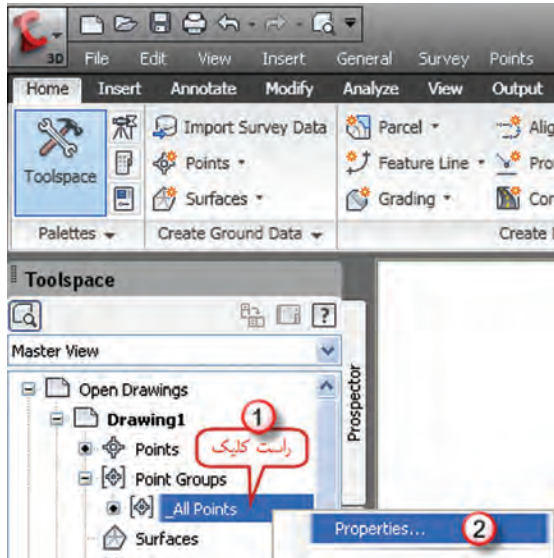 3D
File Edit View Insert General Survey Points
Home Insert Annotate Modify Analyze View Output
Toolspace
Import Survey Data
Points
Surfaces
Parcel
Feature Line
Grading
Palettes
Create Ground Data
Create
Toolspace
?
Master View
Prospector
Open Drawings
Drawing1
1
راست کلیک
Points
Point Groups
_All Points
Properties... 2
Surfaces